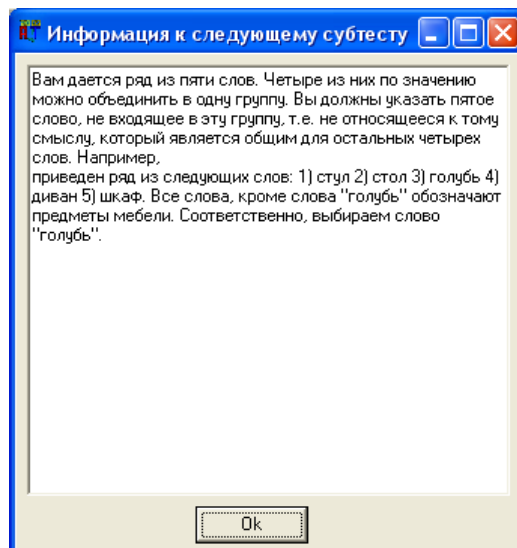 Информация к следующему субтесту
Вам дается ряд из пяти слов. Четыре из них по значению
можно объединить в одну группу. Вы должны указать пятое
слово, не входящее в эту группу, т.е. не относящееся к тому
смыслу, который является общим для остальных четырех
слов. Например,
приведен ряд из следующих слов: 1) стул 2) стол 3) голубь 4)
диван 5) шкаф. Все слова, кроме слова "голубь" обозначают
предметы мебели. Соответственно, выбираем слово
"голубь".
Ok